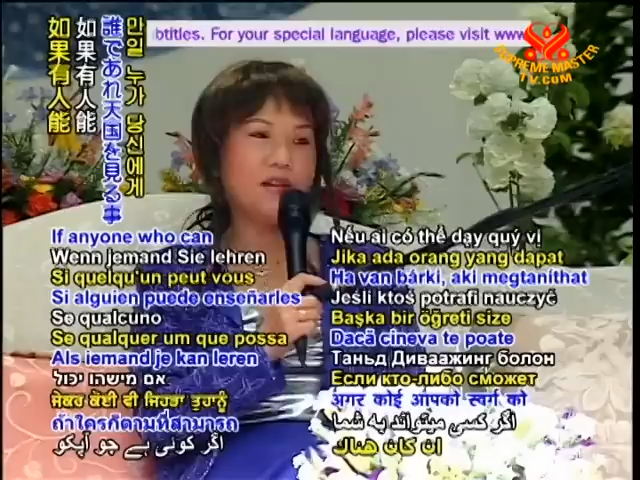 btitles. For your special language, please visit www.
SUPREME MASTER
TV.COM
만일 누가 당신에게
誰であれ天国を見る事
如果有人能
如果有人能
If anyone who can
Wenn jemand Sie lehren
Si quelqu'un peut vous
Si alguien puede enseñarles
Se qualcuno
Se qualquer um que possa
Als iemand je kan leren
אם מישהו יכול
ਜੇਕਰ ਕੋਈ ਵੀ ਜਿਹੜਾ ਤੁਹਾਨੂੰ
ถ้าใครก็ตามที่สามารถ
اگر کوئی ہے جو آپکو
Nếu ai có thể dạy quý vị
Jika ada orang yang dapat
Ha van bárki, aki megtaníthat
Jeśli ktoś potrafi nauczyć
Başka bir öğreti size
Dacă cineva te poate
Таньд Диваажинг болон
Если кто-либо сможет
अगर कोई आपको स्वर्ग को
اگر کسی میتواند به شما
ان كان هناك